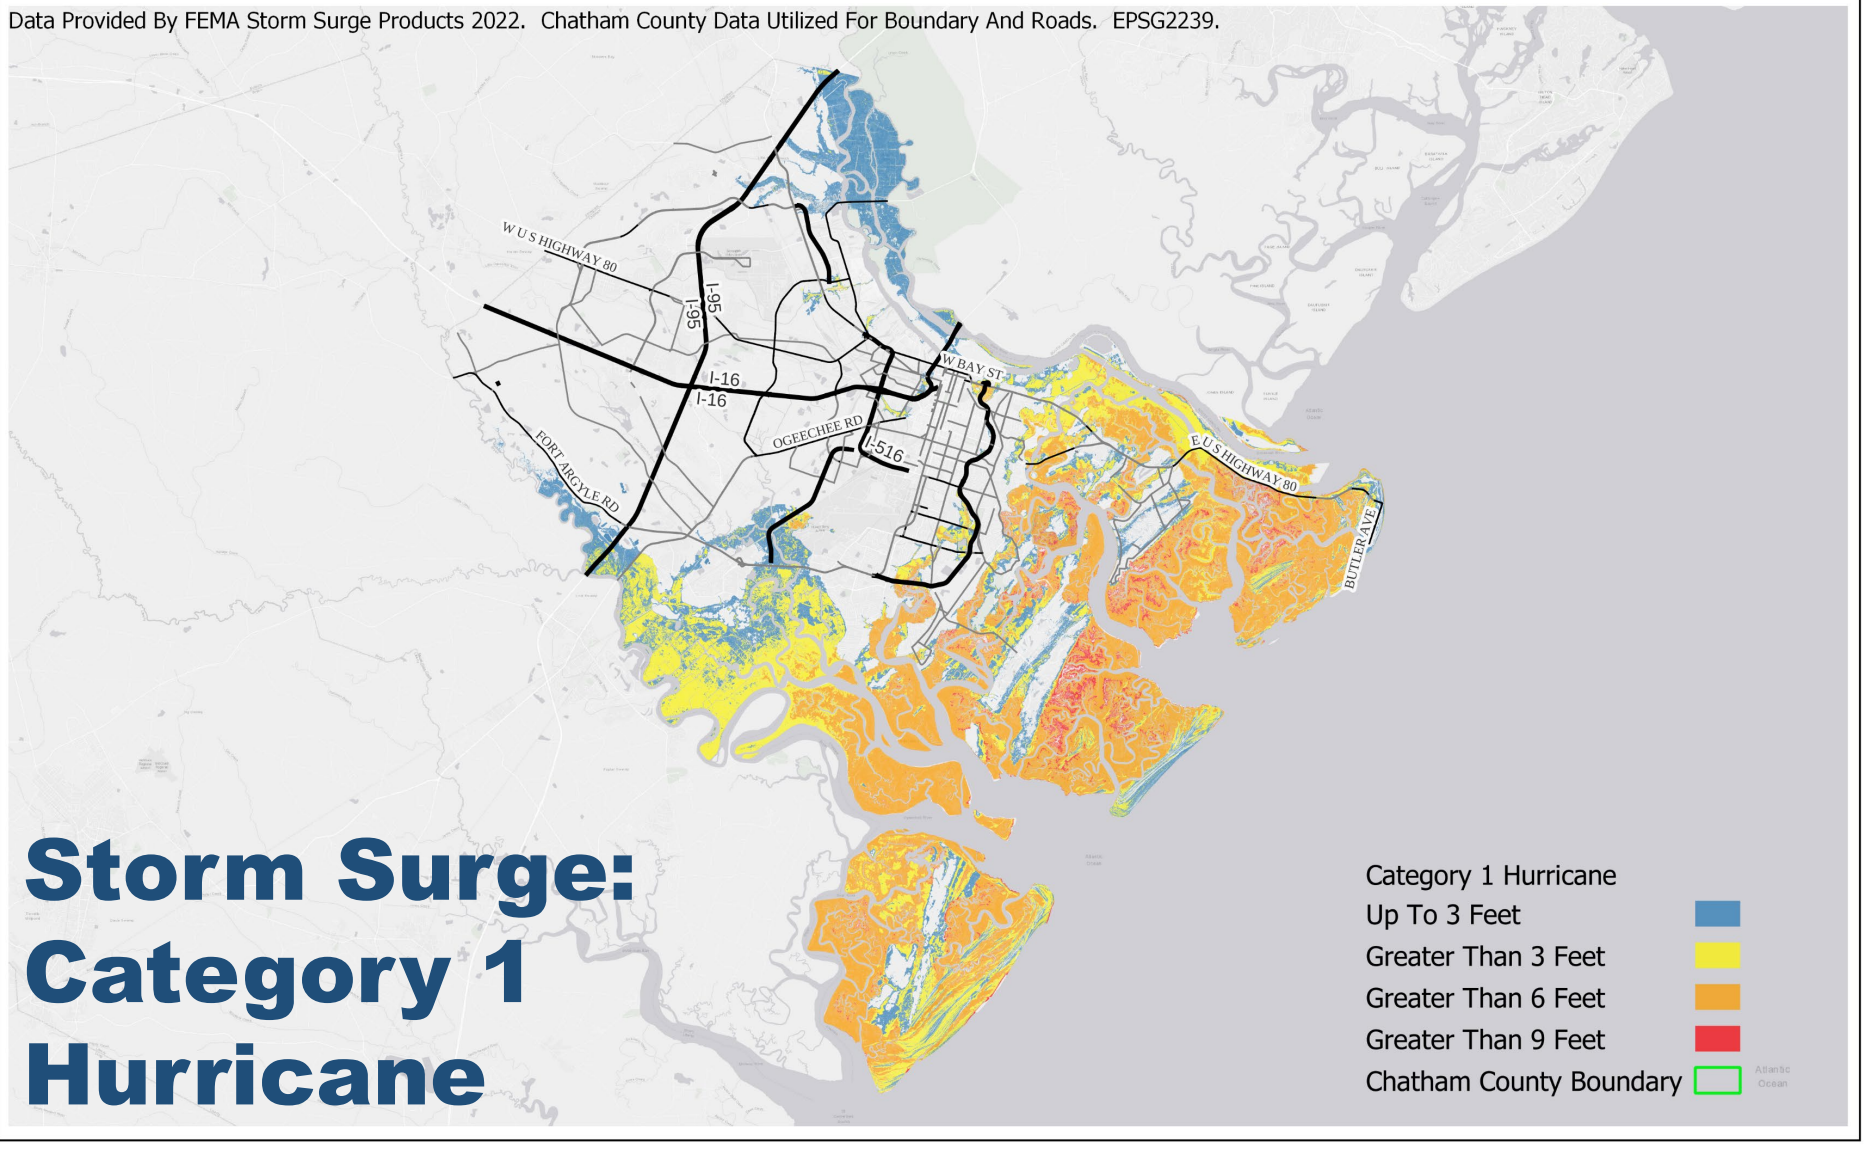 Data Provided By FEMA Storm Surge Products 2022.  Chatham County Data Utilized For Boundary And Roads.  EPSG2239.
W U S HIGHWAY 80
I-95
I-95
W BAY ST
I-16
I-16
OGEECHEE RD
I-516
FORT ARGYLE RD
E U S HIGHWAY 80
BUTLER AVE
Storm Surge:
Category 1
Hurricane
Category 1 Hurricane
Up To 3 Feet
Greater Than 3 Feet
Greater Than 6 Feet
Greater Than 9 Feet
Chatham County Boundary
Atlantic
Ocean